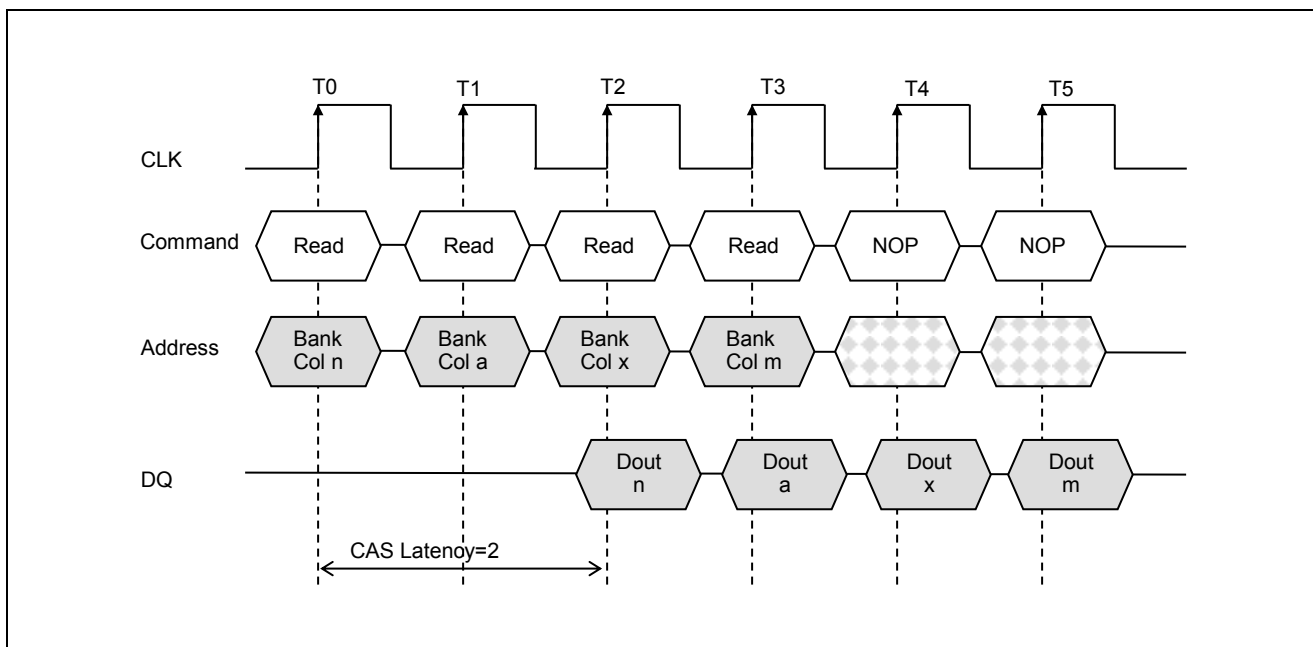 T0 T1 T2 T3 T4 T5
CLK
Command Read Read Read Read NOP NOP
Address
Bank Bank Bank Bank
Col n Col a Col x Col m
DQ
Dout Dout Dout Dout
n a x m
CAS Latenoy=2